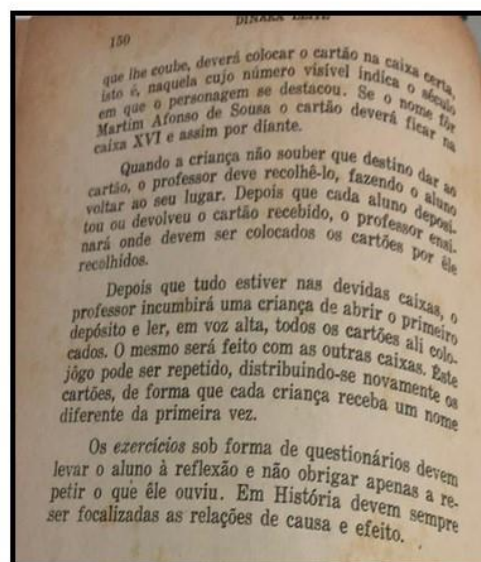 DINARA LEITE
150
que lhe coube, deverá colocar o cartão na caixa certa,
isto é, naquela cujo número visível indica o século
em que o personagem se destacou. Se o nome fôr
Martim Afonso de Sousa o cartão deverá ficar na
caixa XVI e assim por diante.
Quando a criança não souber que destino dar ao
cartão, o professor deve recolhê-lo, fazendo o aluno
voltar ao seu lugar. Depois que cada aluno deposi-
tou ou devolveu o cartão recebido, o professor ensi-
nará onde devem ser colocados os cartões por êle
recolhidos.
Depois que tudo estiver nas devidas caixas, o
professor incumbirá uma criança de abrir o primeiro
depósito e ler, em voz alta, todos os cartões ali colo-
cados. O mesmo será feito com as outras caixas. Êste
jôgo pode ser repetido, distribuindo-se novamente os
cartões, de forma que cada criança receba um nome
diferente da primeira vez.
Os exercícios sob forma de questionários devem
levar o aluno à reflexão e não obrigar apenas a re-
petir o que êle ouviu. Em História devem sempre
ser focalizadas as relações de causa e efeito.